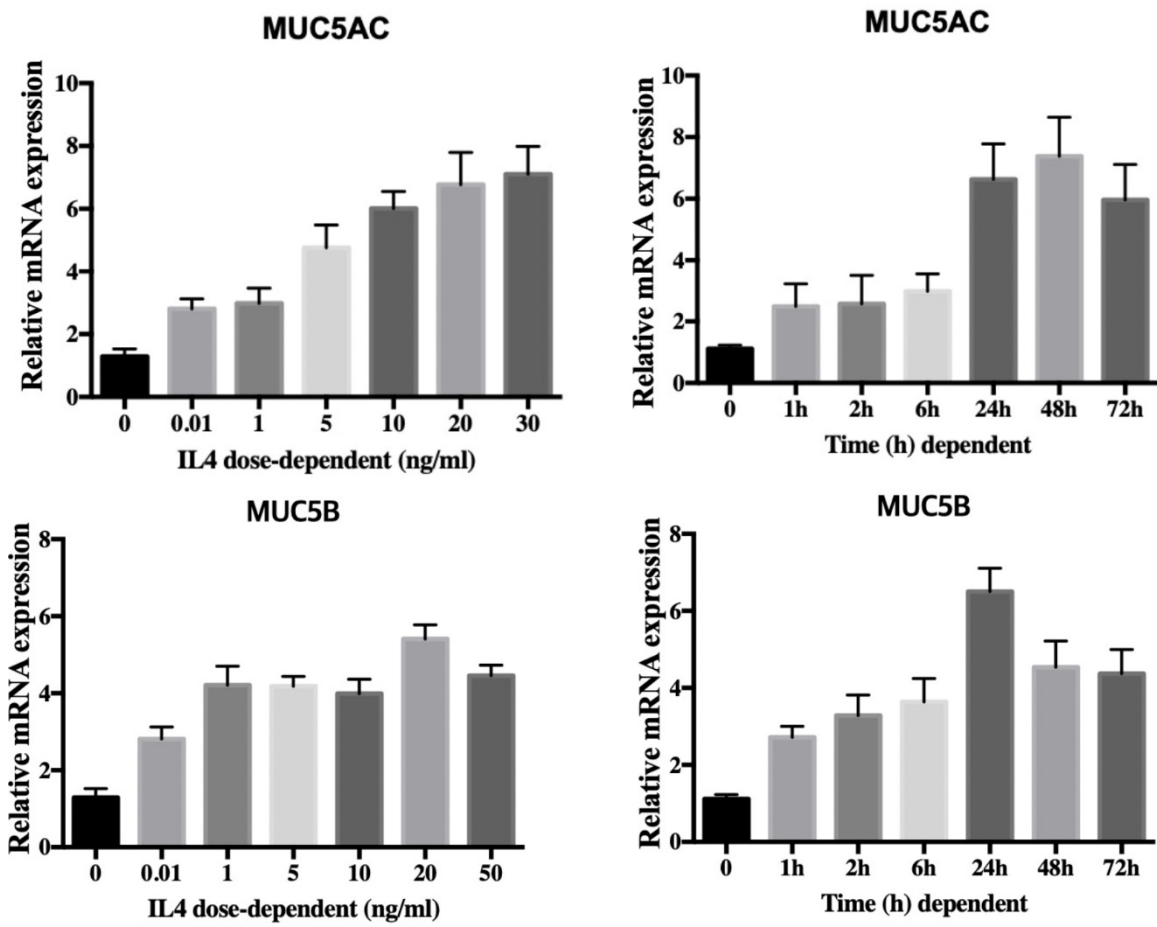 MUC5AC
Relative mRNA expression
10
8
6
4
2
0
0 0.01 1 5 10 20 30
IL4 dose-dependent (ng/ml)
MUC5AC
Relative mRNA expression
10
8
6
4
2
0
0 1h 2h 6h 24h 48h 72h
Time (h) dependent
MUC5B
Relative mRNA expression
8
6
4
2
0
0 0.01 1 5 10 20 50
IL4 dose-dependent (ng/ml)
MUC5B
Relative mRNA expression
8
6
4
2
0
0 1h 2h 6h 24h 48h 72h
Time (h) dependent